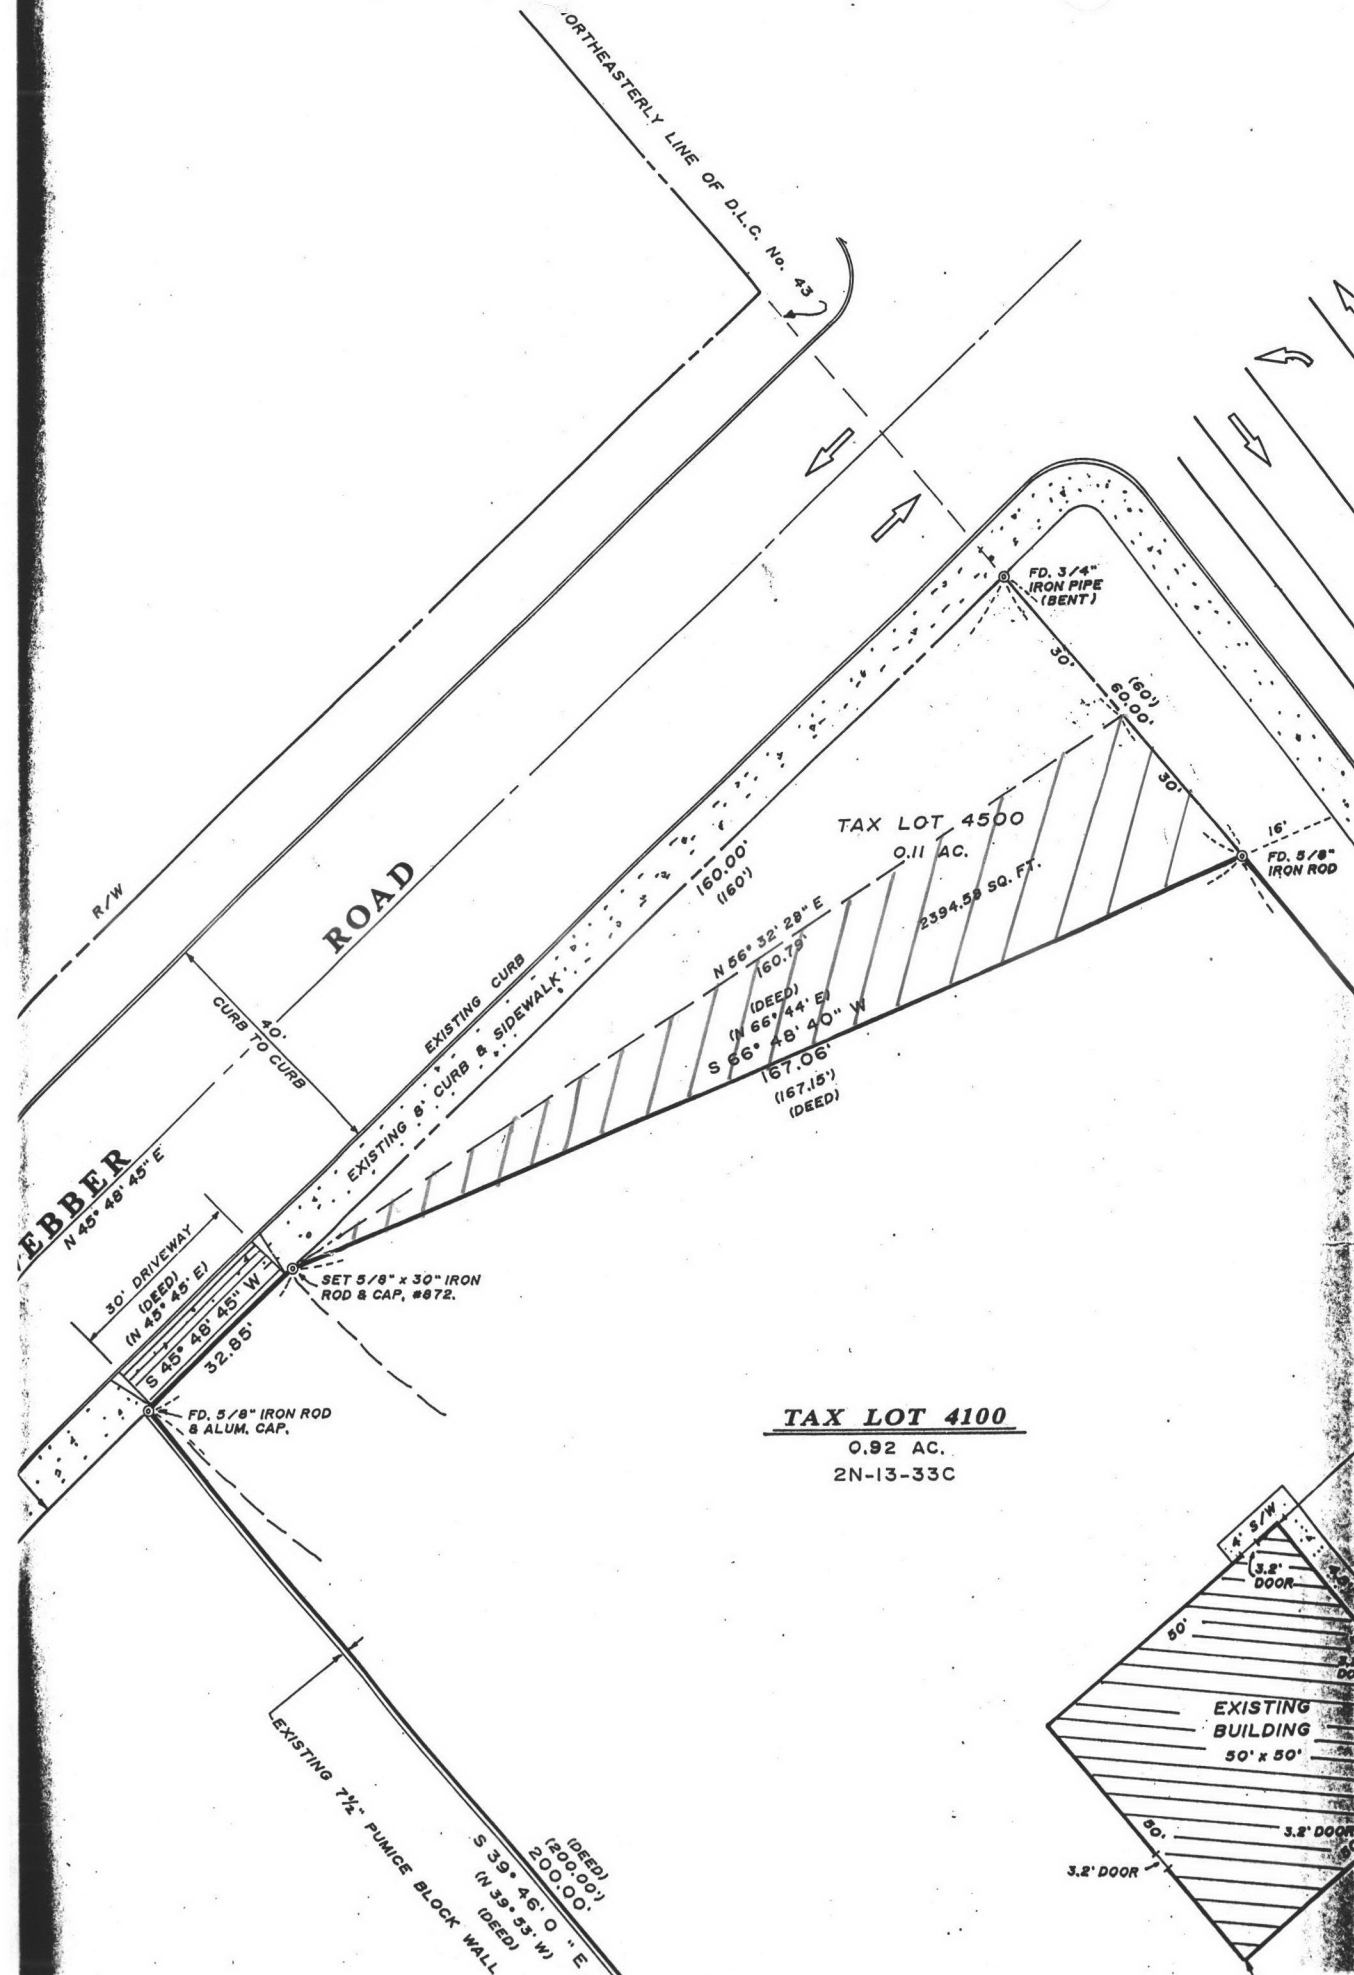 ORTHEASTERLY LINE OF D.L.C. No. 43
FD. 3/4"
IRON PIPE
(BENT)
30'
(60')
60.00'
30'
16'
FD. 5/8"
IRON ROD
TAX LOT 4500
0.11 AC.
2394.58 SQ. FT.
160.00'
(160')
N 56° 32' 28" E
160.79'
(DEED)
(N 66° 44' E)
S 66° 48' 40" W
167.06'
(167.15')
(DEED)
R/W
ROAD
40'
CURB TO CURB
EXISTING CURB
EXISTING 8' CURB & SIDEWALK
EBBER
N 45° 48' 45" E
30' DRIVEWAY
(DEED)
(N 45° 45' E)
S 45° 48' 45" W
32.85'
SET 5/8" x 30" IRON
ROD & CAP, #872.
FD. 5/8" IRON ROD
& ALUM. CAP.
TAX LOT 4100
0.92 AC.
2N-13-33C
4' S/W
3.2'
DOOR
50'
EXISTING
BUILDING
50' x 50'
50'
3.2' DOOR
3.2' DOOR
EXISTING 7½" PUMICE BLOCK WALL
(DEED)
(200.00')
200.00'
S 39° 46' 0" E
(N 39° 53' W)
(DEED)